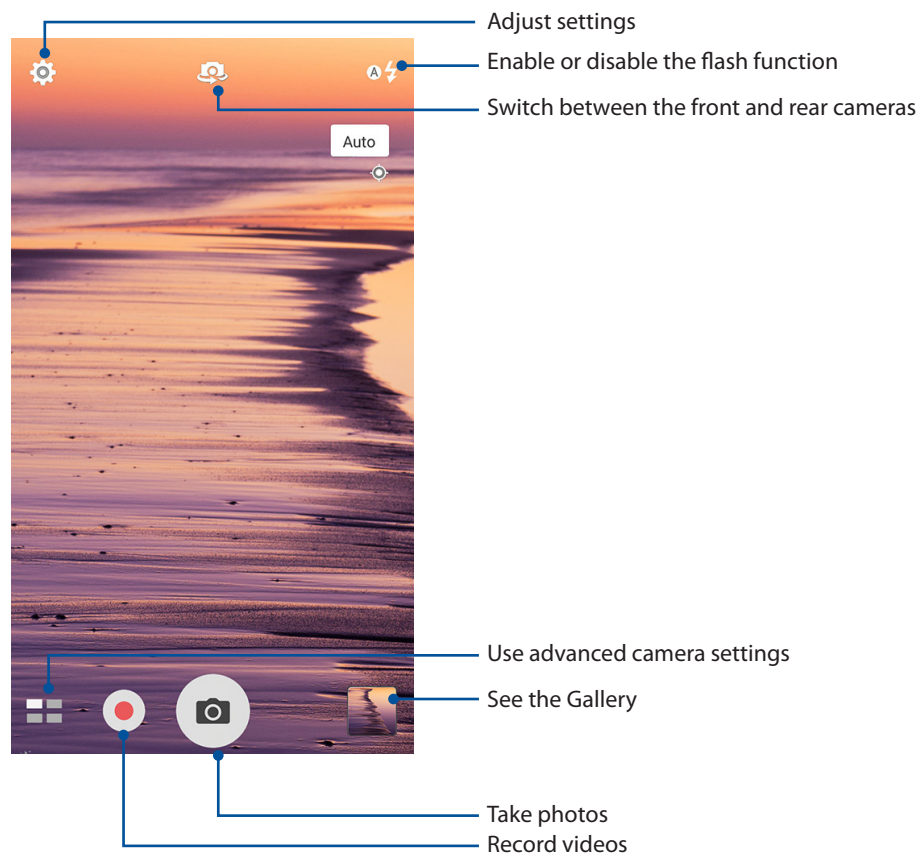 Adjust settings
Enable or disable the flash function
A
Switch between the front and rear cameras
Auto
Use advanced camera settings
See the Gallery
Take photos
Record videos